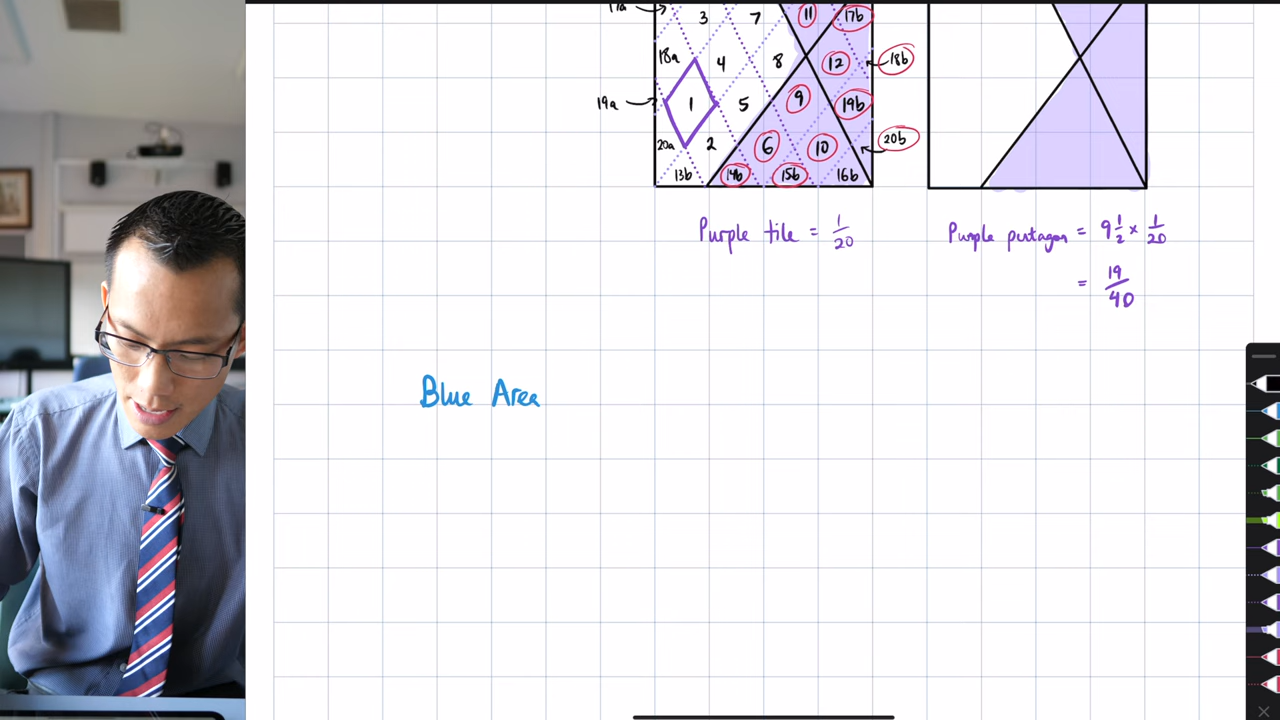 17a 3 7 11 17b
18a 4 8 12 18b
19a 1 5 9 19b
20a 2 6 10 20b
13b 14b 15b 16b
Purple tile = 1/20
Purple pentagon = 9 1/2 × 1/20
= 19/40
Blue Area